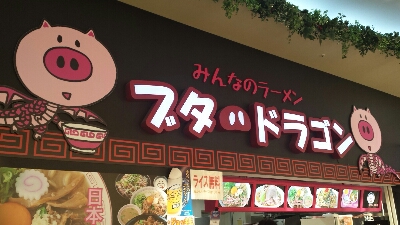 みんなのラーメン
ブタ ドラゴン
ライス無料
日本